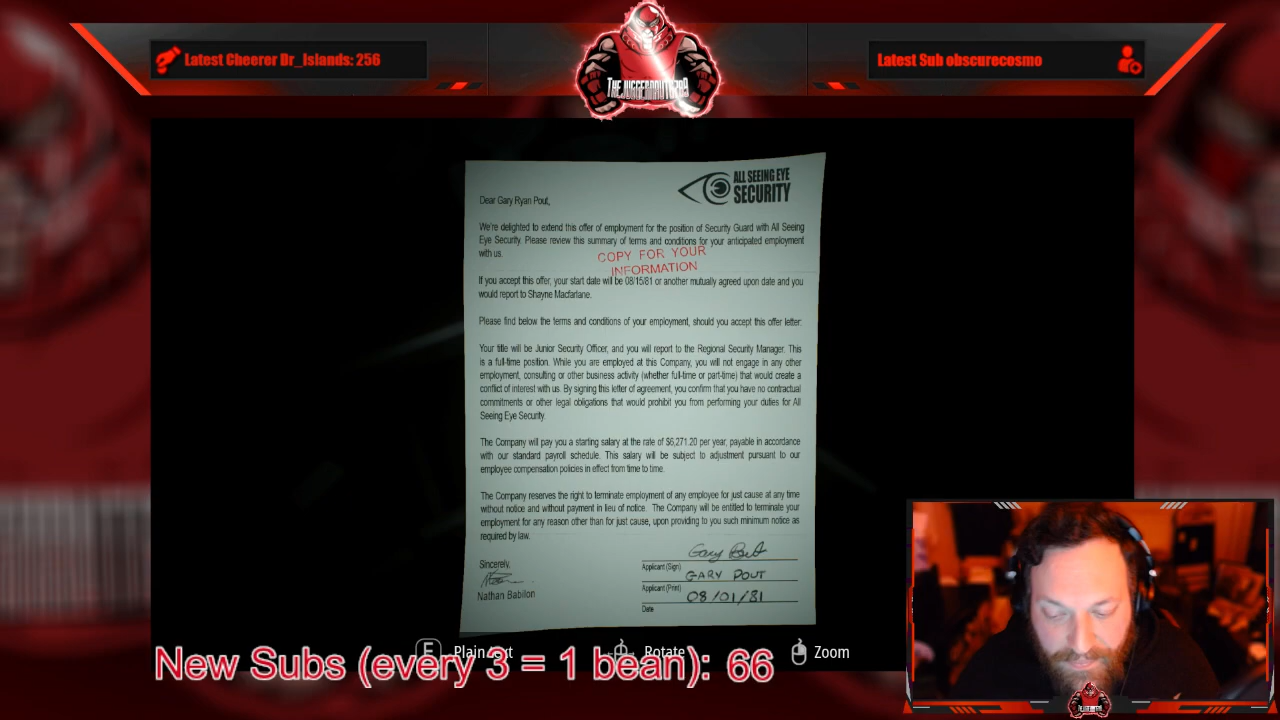 Latest Cheerer Dr_Islands: 256
THEJUGGERNAUT0209
Latest Sub obscurecosmo
ALL SEEING EYE
SECURITY
Dear Gary Ryan Pout,
We're delighted to extend this offer of employment for the position of Security Guard with All Seeing
Eye Security. Please review this summary of terms and conditions for your anticipated employment
with us.
COPY FOR YOUR
INFORMATION
If you accept this offer, your start date will be 08/15/81 or another mutually agreed upon date and you
would report to Shayne Macfarlane.
Please find below the terms and conditions of your employment, should you accept this offer letter:
Your title will be Junior Security Officer, and you will report to the Regional Security Manager. This
is a full-time position. While you are employed at this Company, you will not engage in any other
employment, consulting or other business activity (whether full-time or part-time) that would create a
conflict of interest with us. By signing this letter of agreement, you confirm that you have no contractual
commitments or other legal obligations that would prohibit you from performing your duties for All
Seeing Eye Security
The Company will pay you a starting salary at the rate of $6,271.20 per year, payable in accordance
with our standard payroll schedule. This salary will be subject to adjustment pursuant to our
employee compensation policies in effect from time to time.
The Company reserves the right to terminate employment of any employee for just cause at any time
without notice and without payment in lieu of notice. The Company will be entitled to terminate your
employment for any reason other than for just cause, upon providing to you such minimum notice as
required by law.
Sincerely,
Nathan Babilon
Gary Pout
Applicant (Sign)
GARY POUT
Applicant (Print)
08/01/81
Date
Rotate
Zoom
New Subs (every 3 = 1 bean): 66